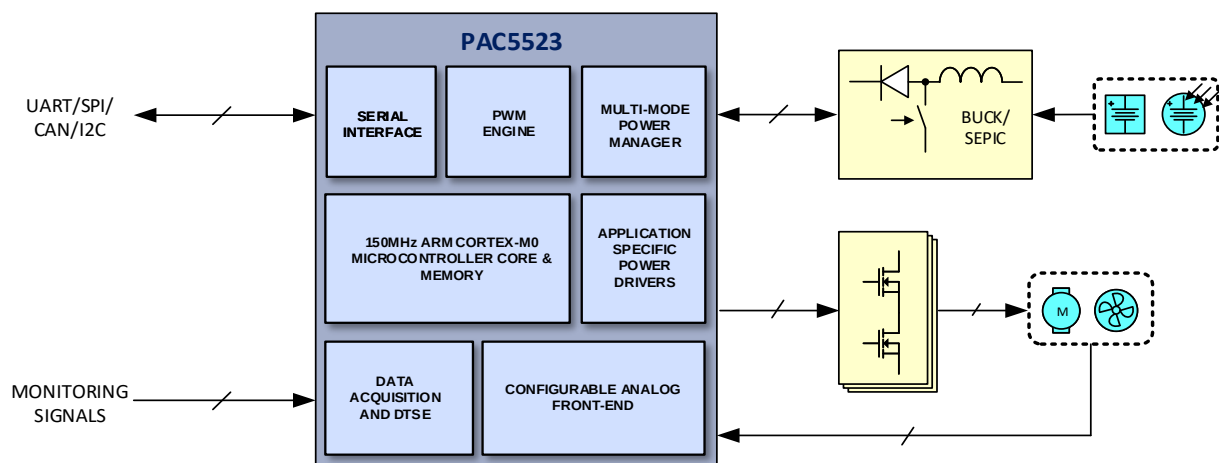 PAC5523
UART/SPI/
CAN/I2C
SERIAL
INTERFACE
PWM
ENGINE
MULTI-MODE
POWER
MANAGER
BUCK/
SEPIC
150MHz ARM CORTEX-M0
MICROCONTROLLER CORE &
MEMORY
APPLICATION
SPECIFIC
POWER
DRIVERS
M
MONITORING
SIGNALS
DATA
ACQUISITION
AND DTSE
CONFIGURABLE ANALOG
FRONT-END